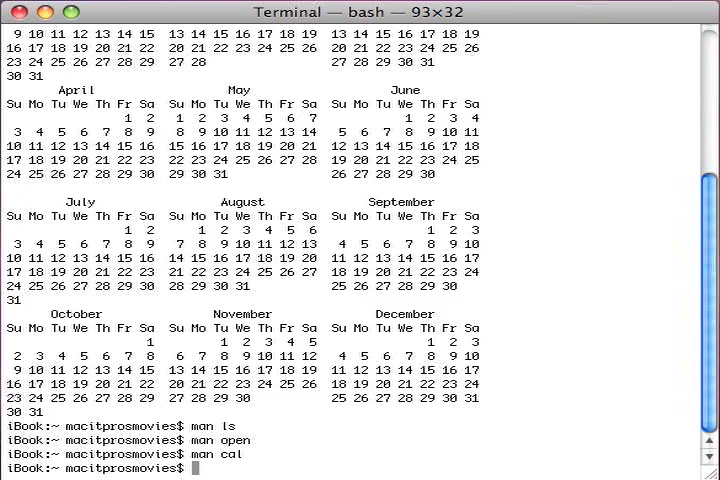 Terminal — bash — 93×32
 9 10 11 12 13 14 15  13 14 15 16 17 18 19  13 14 15 16 17 18 19
16 17 18 19 20 21 22  20 21 22 23 24 25 26  20 21 22 23 24 25 26
23 24 25 26 27 28 29  27 28                 27 28 29 30 31
30 31
       April                  May                   June
Su Mo Tu We Th Fr Sa  Su Mo Tu We Th Fr Sa  Su Mo Tu We Th Fr Sa
                1  2   1  2  3  4  5  6  7            1  2  3  4
 3  4  5  6  7  8  9   8  9 10 11 12 13 14   5  6  7  8  9 10 11
10 11 12 13 14 15 16  15 16 17 18 19 20 21  12 13 14 15 16 17 18
17 18 19 20 21 22 23  22 23 24 25 26 27 28  19 20 21 22 23 24 25
24 25 26 27 28 29 30  29 30 31              26 27 28 29 30
        July                 August              September
Su Mo Tu We Th Fr Sa  Su Mo Tu We Th Fr Sa  Su Mo Tu We Th Fr Sa
                1  2      1  2  3  4  5  6               1  2  3
 3  4  5  6  7  8  9   7  8  9 10 11 12 13   4  5  6  7  8  9 10
10 11 12 13 14 15 16  14 15 16 17 18 19 20  11 12 13 14 15 16 17
17 18 19 20 21 22 23  21 22 23 24 25 26 27  18 19 20 21 22 23 24
24 25 26 27 28 29 30  28 29 30 31           25 26 27 28 29 30
31
      October               November              December
Su Mo Tu We Th Fr Sa  Su Mo Tu We Th Fr Sa  Su Mo Tu We Th Fr Sa
                   1         1  2  3  4  5               1  2  3
 2  3  4  5  6  7  8   6  7  8  9 10 11 12   4  5  6  7  8  9 10
 9 10 11 12 13 14 15  13 14 15 16 17 18 19  11 12 13 14 15 16 17
16 17 18 19 20 21 22  20 21 22 23 24 25 26  18 19 20 21 22 23 24
23 24 25 26 27 28 29  27 28 29 30           25 26 27 28 29 30 31
30 31
iBook:~ macitprosmovies$ man ls
iBook:~ macitprosmovies$ man open
iBook:~ macitprosmovies$ man cal
iBook:~ macitprosmovies$